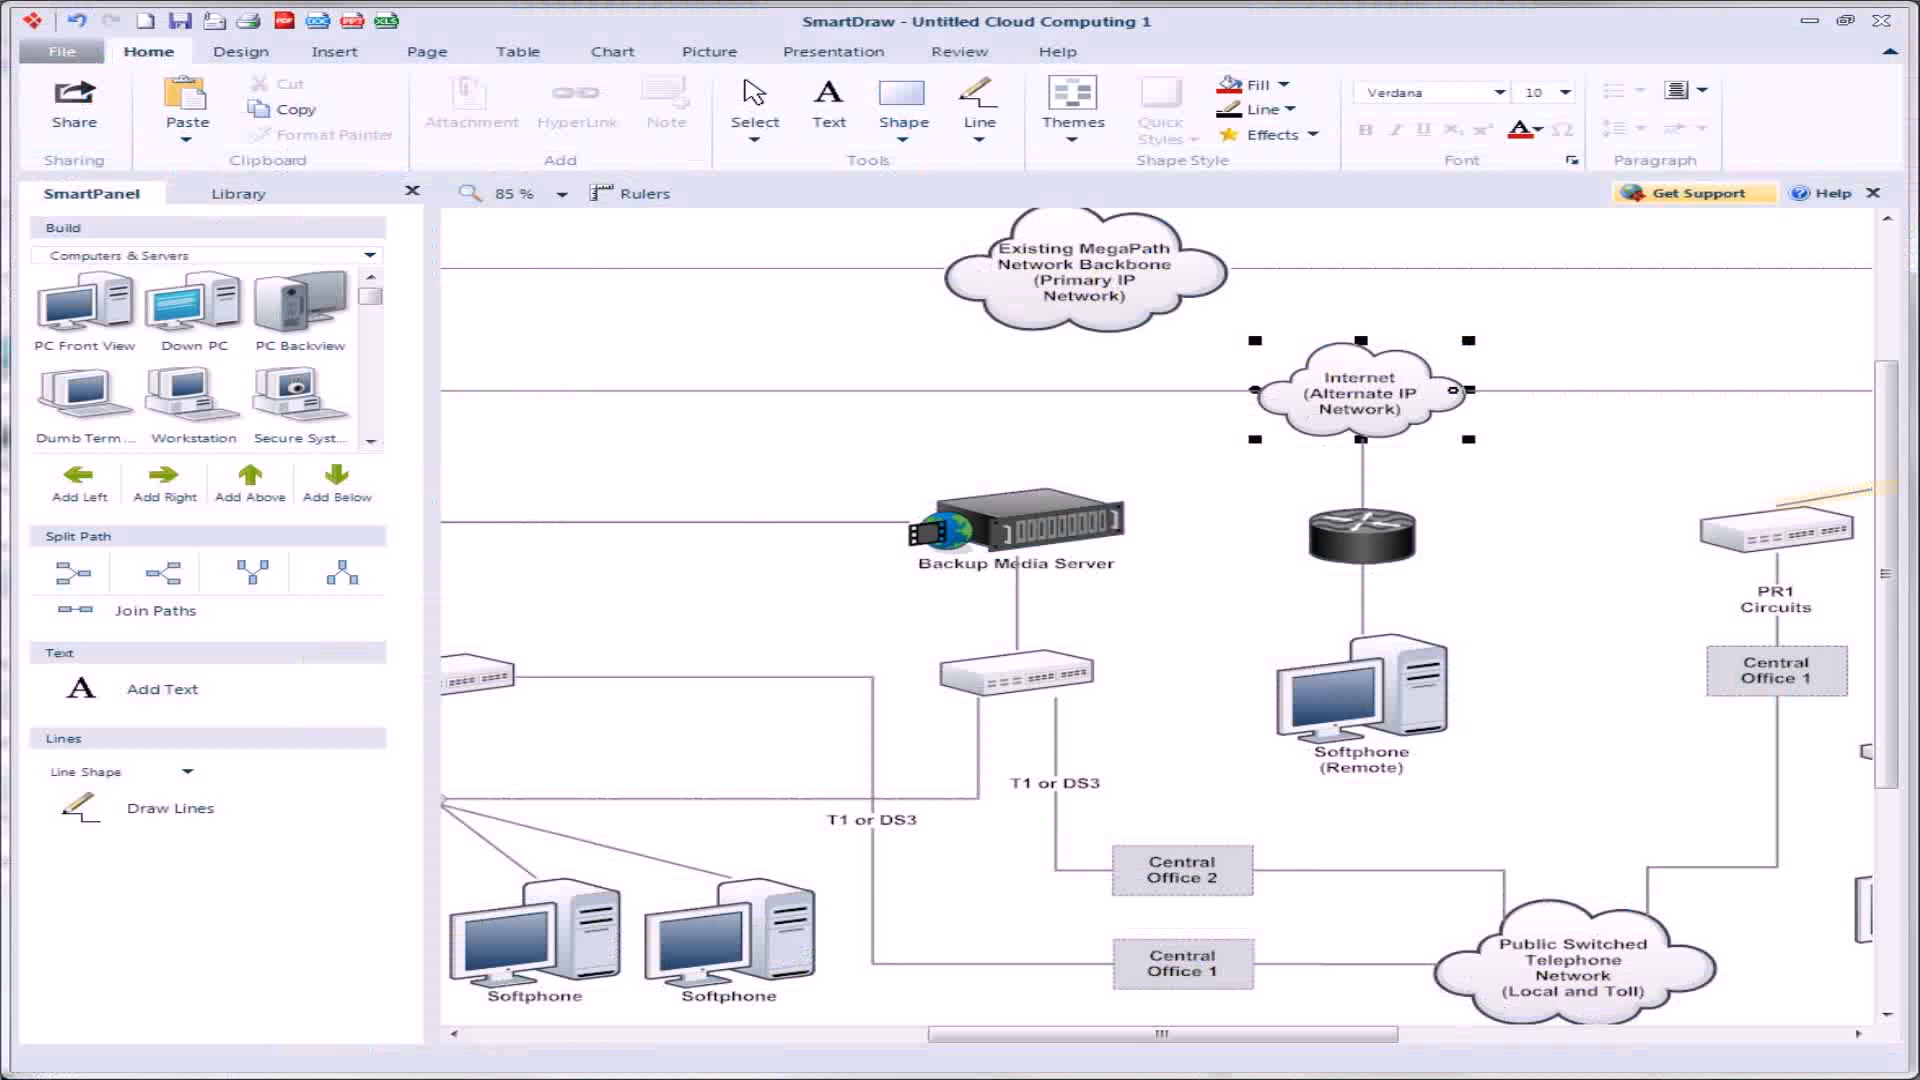 PDF
DOC
PPT
XLS
SmartDraw - Untitled Cloud Computing 1
File
Home
Design
Insert
Page
Table
Chart
Picture
Presentation
Review
Help
Share
Sharing
Paste
Cut
Copy
Format Painter
Clipboard
Attachment
HyperLink
Note
Add
Select
Text
Shape
Line
Tools
Themes
Quick
Styles
Fill
Line
Effects
Shape Style
Verdana
10
Font
Paragraph
SmartPanel
Library
85 %
Rulers
Get Support
Help
Build
Computers & Servers
PC Front View
Down PC
PC Backview
Dumb Term...
Workstation
Secure Syst...
Add Left
Add Right
Add Above
Add Below
Split Path
Join Paths
Text
Add Text
Lines
Line Shape
Draw Lines
Existing MegaPath
Network Backbone
(Primary IP
Network)
Internet
(Alternate IP
Network)
Backup Media Server
PR1
Circuits
Central
Office 1
Softphone
(Remote)
T1 or DS3
T1 or DS3
Central
Office 2
Central
Office 1
Public Switched
Telephone
Network
(Local and Toll)
Softphone
Softphone